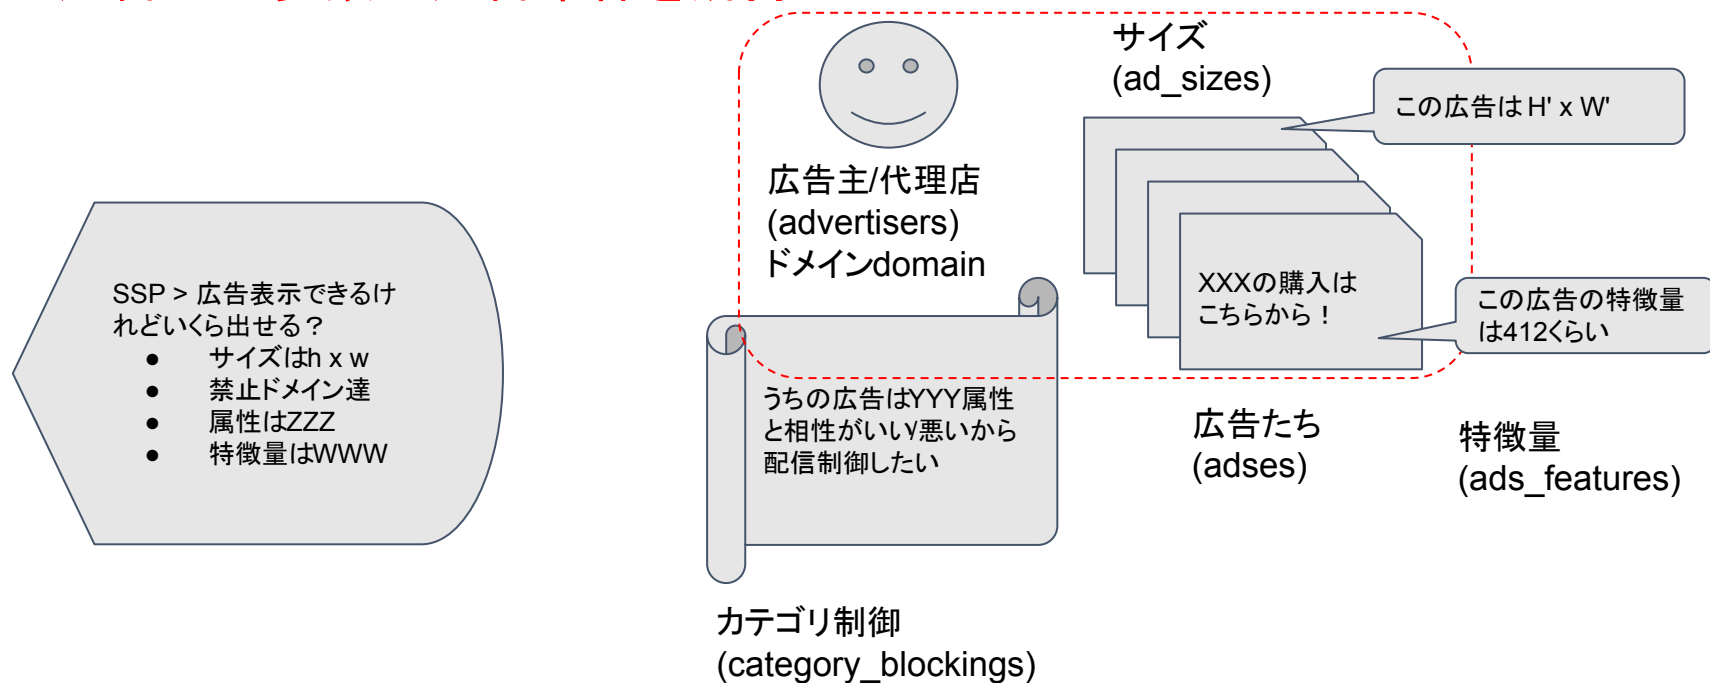 SSP > 広告表示できるけ
れどいくら出せる？
● サイズはh x w
● 禁止ドメイン達
● 属性はZZZ
● 特徴量はWWW
広告主/代理店
(advertisers)
ドメインdomain
サイズ
(ad_sizes)
この広告は H' x W'
XXXの購入は
こちらから！
この広告の特徴量
は412くらい
うちの広告はYYY属性
と相性がいい/悪いから
配信制御したい
広告たち
(adses)
特徴量
(ads_features)
カテゴリ制御
(category_blockings)